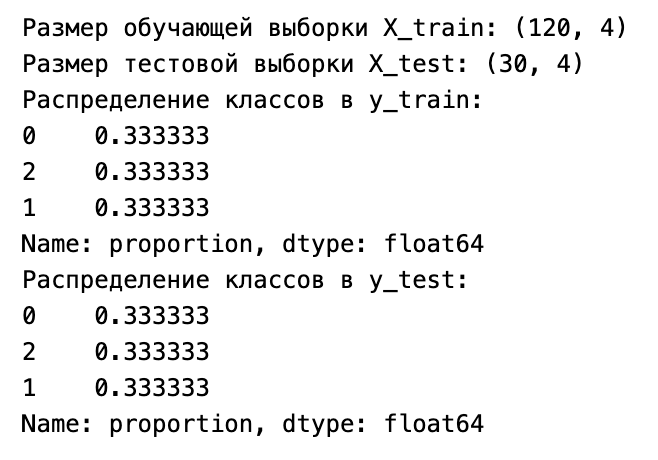 Размер обучающей выборки X_train: (120, 4)
Размер тестовой выборки X_test: (30, 4)
Распределение классов в y_train:
0    0.333333
2    0.333333
1    0.333333
Name: proportion, dtype: float64
Распределение классов в y_test:
0    0.333333
2    0.333333
1    0.333333
Name: proportion, dtype: float64